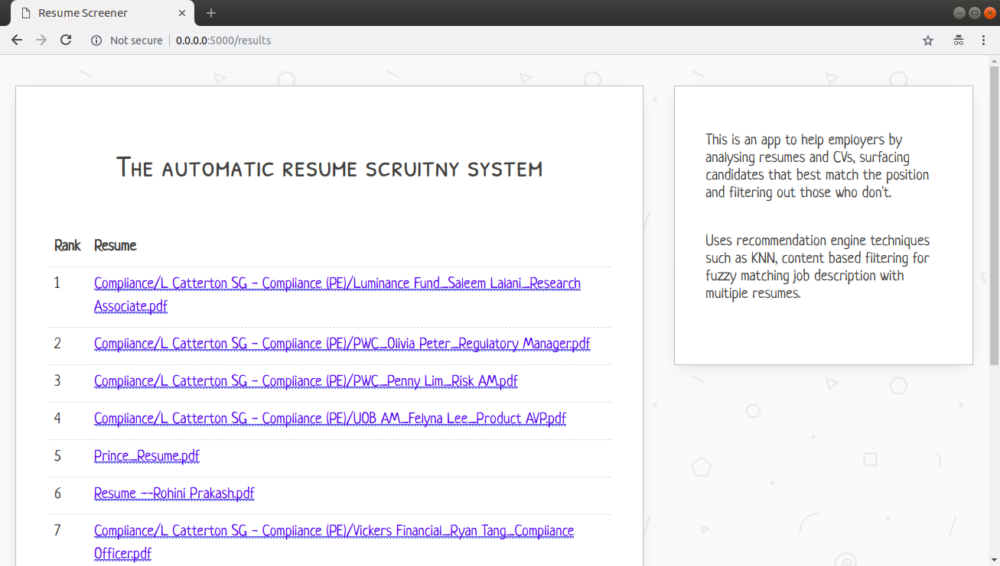 Resume Screener
Not secure
0.0.0.0:5000/results
The automatic resume scruitny system
Rank Resume
1 Compliance/L Catterton SG - Compliance (PE)/Luminance Fund_Saleem Lalani_Research
Associate.pdf
2 Compliance/L Catterton SG - Compliance (PE)/PWC_Olivia Peter_Regulatory Manager.pdf
3 Compliance/L Catterton SG - Compliance (PE)/PWC_Penny Lim_Risk AM.pdf
4 Compliance/L Catterton SG - Compliance (PE)/UOB AM_Felyna Lee_Product AVP.pdf
5 Prince_Resume.pdf
6 Resume --Rohini Prakash.pdf
7 Compliance/L Catterton SG - Compliance (PE)/Vickers Financial_Ryan Tang_Compliance
Officer.pdf
This is an app to help employers by
analysing resumes and CVs, surfacing
candidates that best match the position
and filtering out those who don't.
Uses recommendation engine techniques
such as KNN, content based filtering for
fuzzy matching job description with
multiple resumes.